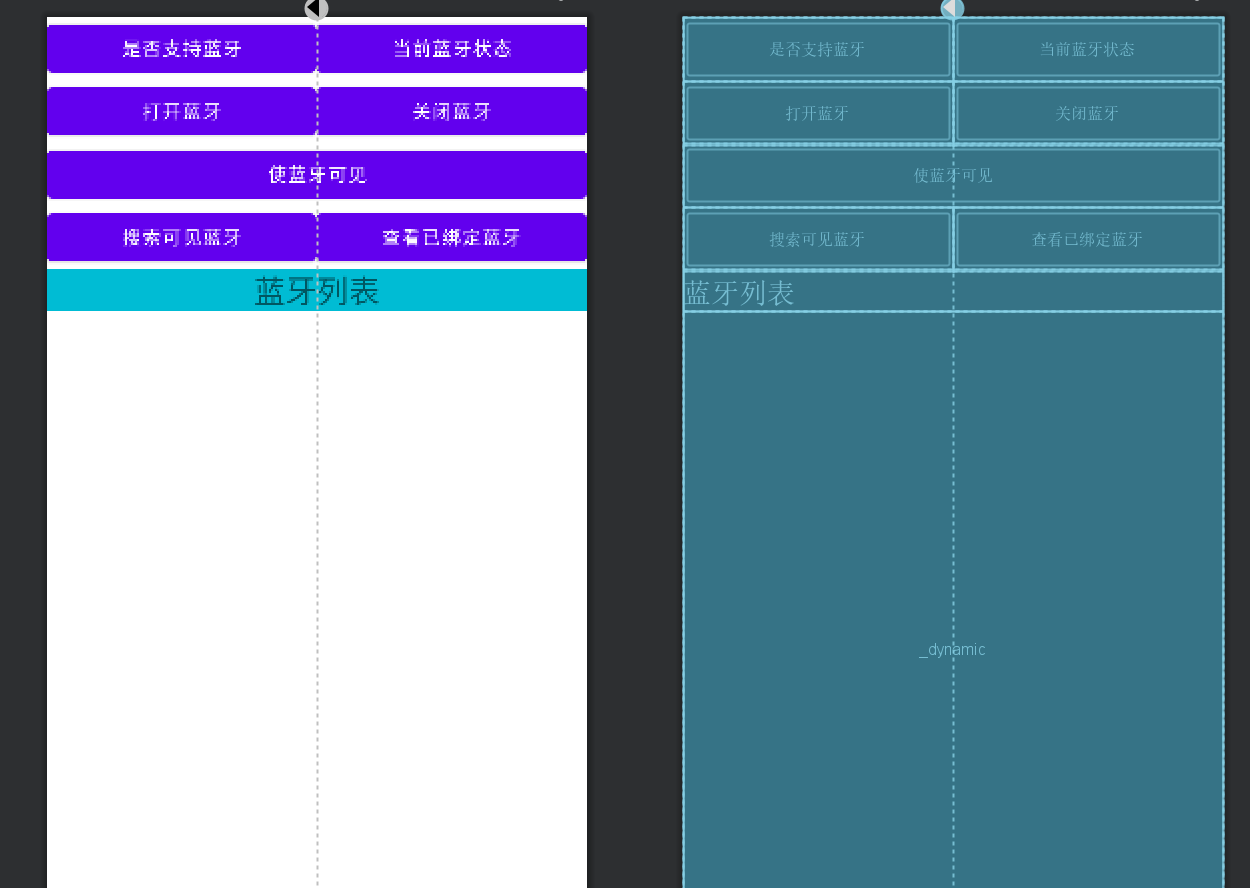 是否支持蓝牙 当前蓝牙状态
打开蓝牙 关闭蓝牙
使蓝牙可见
搜索可见蓝牙 查看已绑定蓝牙
蓝牙列表
是否支持蓝牙 当前蓝牙状态
打开蓝牙 关闭蓝牙
使蓝牙可见
搜索可见蓝牙 查看已绑定蓝牙
蓝牙列表
_dynamic